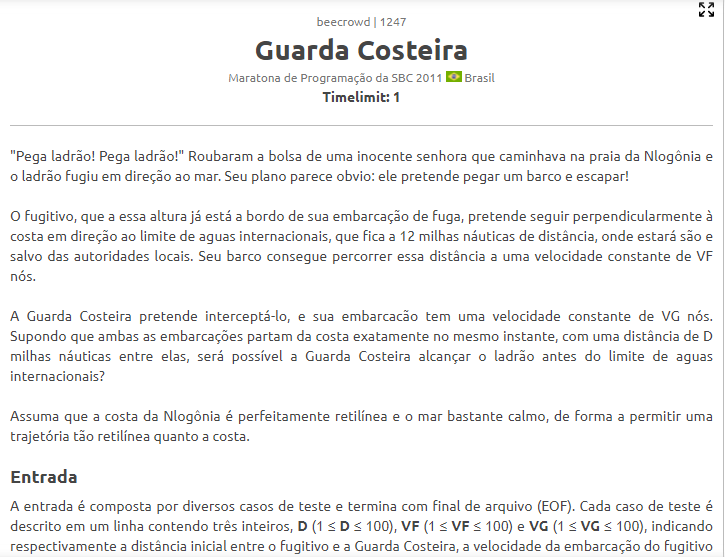 beecrowd | 1247
Guarda Costeira
Maratona de Programação da SBC 2011 Brasil
Timelimit: 1
"Pega ladrão! Pega ladrão!" Roubaram a bolsa de uma inocente senhora que caminhava na praia da Nlogônia e
o ladrão fugiu em direção ao mar. Seu plano parece obvio: ele pretende pegar um barco e escapar!
O fugitivo, que a essa altura já está a bordo de sua embarcação de fuga, pretende seguir perpendicularmente à
costa em direção ao limite de aguas internacionais, que fica a 12 milhas náuticas de distância, onde estará são e
salvo das autoridades locais. Seu barco consegue percorrer essa distância a uma velocidade constante de VF
nós.
A Guarda Costeira pretende interceptá-lo, e sua embarcacão tem uma velocidade constante de VG nós.
Supondo que ambas as embarcações partam da costa exatamente no mesmo instante, com uma distância de D
milhas náuticas entre elas, será possível a Guarda Costeira alcançar o ladrão antes do limite de aguas
internacionais?
Assuma que a costa da Nlogônia é perfeitamente retilínea e o mar bastante calmo, de forma a permitir uma
trajetória tão retilínea quanto a costa.
Entrada
A entrada é composta por diversos casos de teste e termina com final de arquivo (EOF). Cada caso de teste é
descrito em um linha contendo três inteiros, D (1 ≤ D ≤ 100), VF (1 ≤ VF ≤ 100) e VG (1 ≤ VG ≤ 100), indicando
respectivamente a distância inicial entre o fugitivo e a Guarda Costeira, a velocidade da embarcação do fugitivo